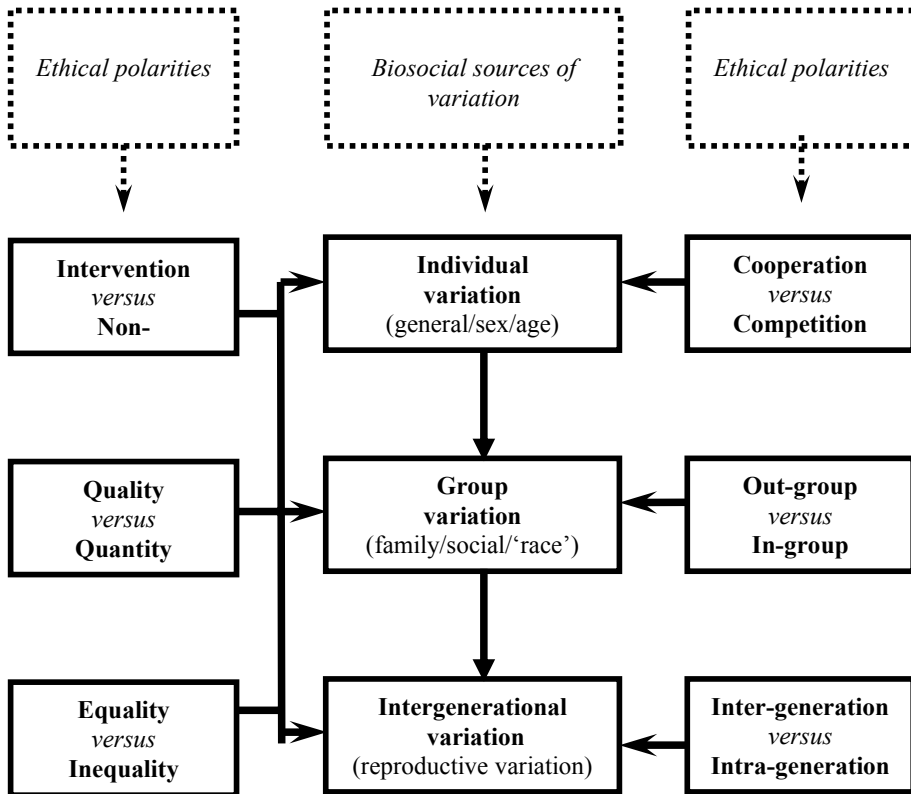 Ethical polarities
Biosocial sources of
variation
Ethical polarities
Intervention
versus
Non-
Individual
variation
(general/sex/age)
Cooperation
versus
Competition
Quality
versus
Quantity
Group
variation
(family/social/‘race’)
Out-group
versus
In-group
Equality
versus
Inequality
Intergenerational
variation
(reproductive variation)
Inter-generation
versus
Intra-generation